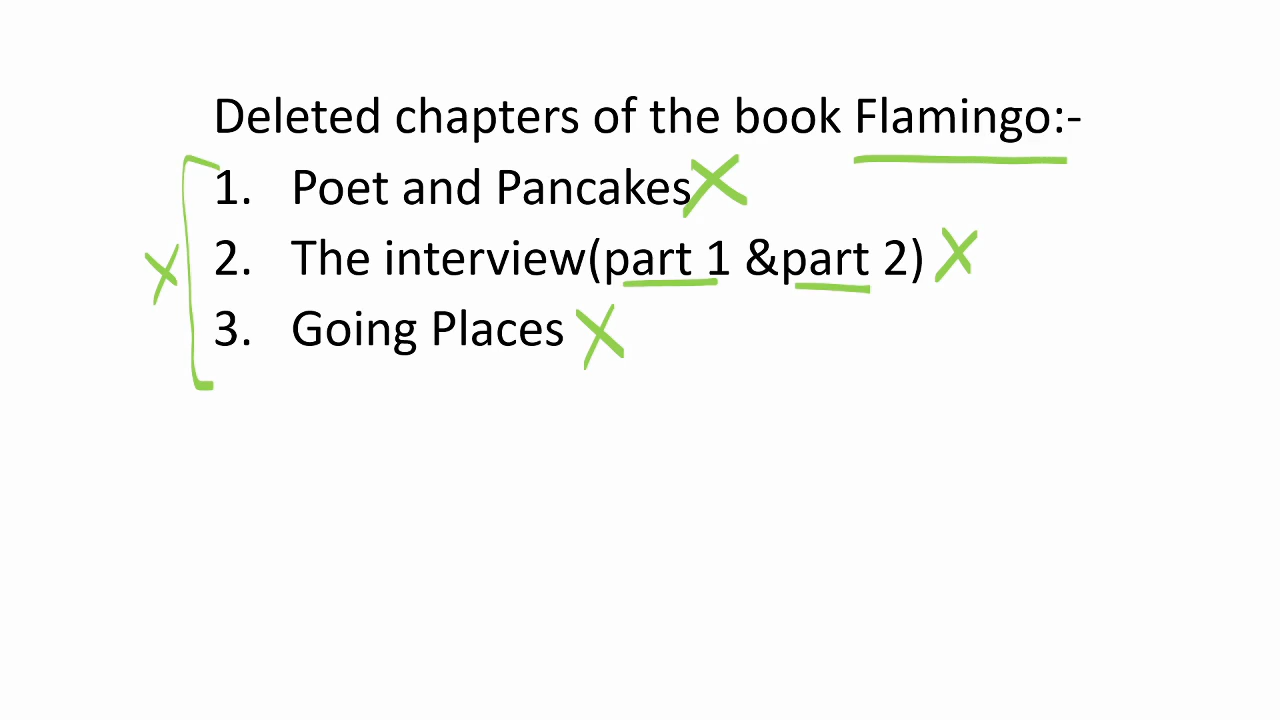 Deleted chapters of the book Flamingo:-
1. Poet and Pancakes
2. The interview(part 1 &part 2)
3. Going Places